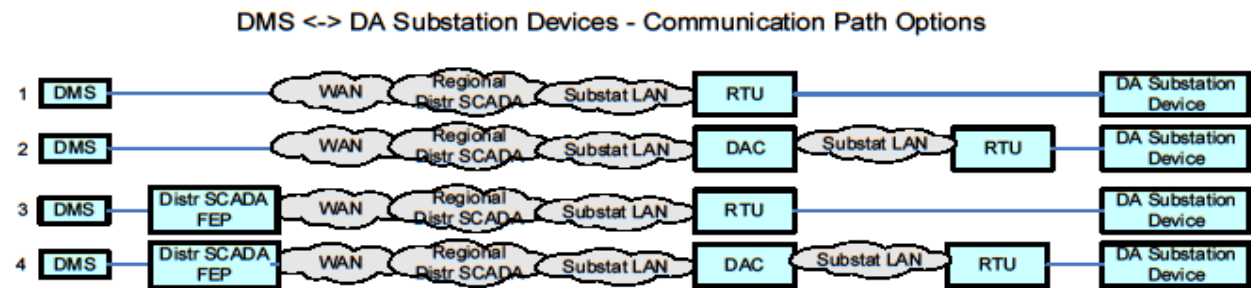 DMS <-> DA Substation Devices - Communication Path Options
1 DMS WAN Regional Distr SCADA Substat LAN RTU DA Substation Device
2 DMS WAN Regional Distr SCADA Substat LAN DAC Substat LAN RTU DA Substation Device
3 DMS Distr SCADA FEP WAN Regional Distr SCADA Substat LAN RTU DA Substation Device
4 DMS Distr SCADA FEP WAN Regional Distr SCADA Substat LAN DAC Substat LAN RTU DA Substation Device